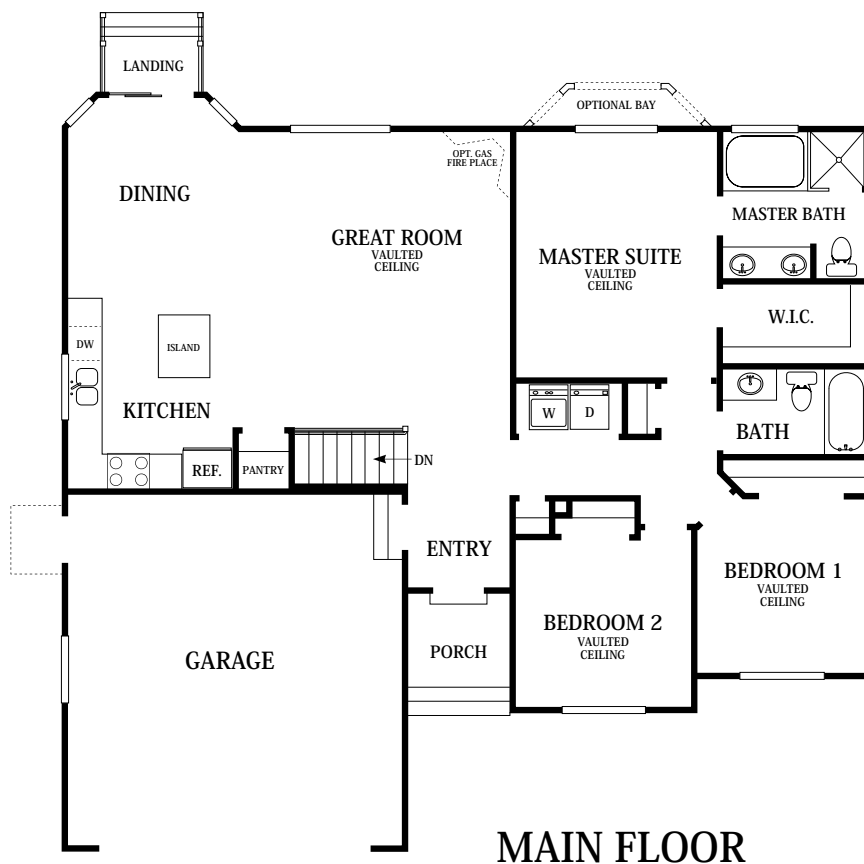 LANDING
OPTIONAL BAY
OPT. GAS
FIRE PLACE
DINING
MASTER BATH
GREAT ROOM
VAULTED
CEILING
MASTER SUITE
VAULTED
CEILING
W.I.C.
DW
ISLAND
KITCHEN
W
D
BATH
REF.
PANTRY
DN
ENTRY
BEDROOM 1
VAULTED
CEILING
BEDROOM 2
VAULTED
CEILING
PORCH
GARAGE
MAIN FLOOR